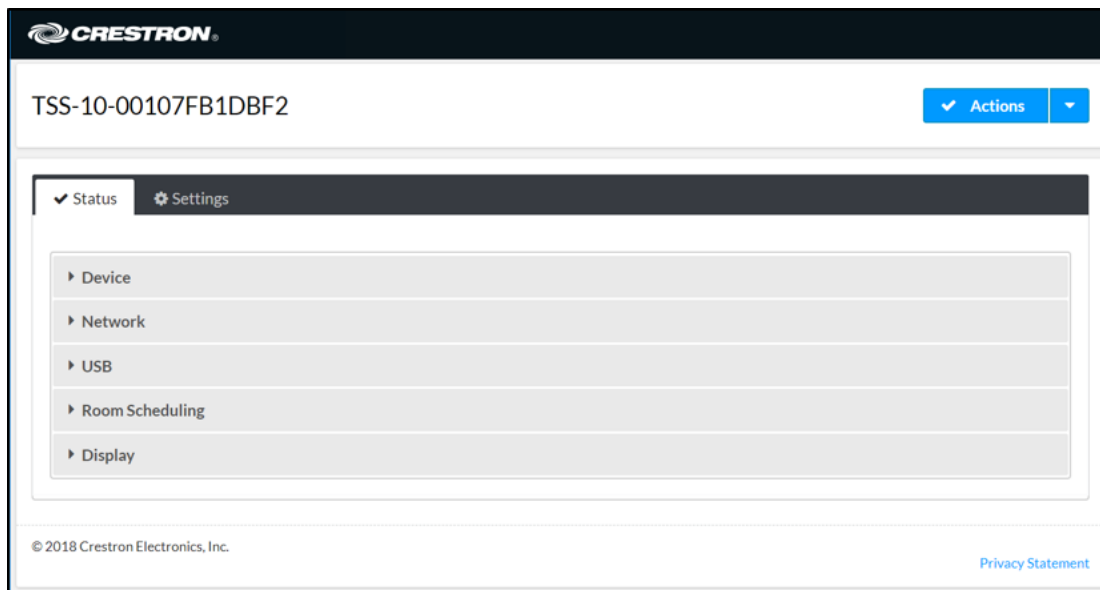 CRESTRON®
TSS-10-00107FB1DBF2
Actions
Status
Settings
Device
Network
USB
Room Scheduling
Display
© 2018 Crestron Electronics, Inc.
Privacy Statement